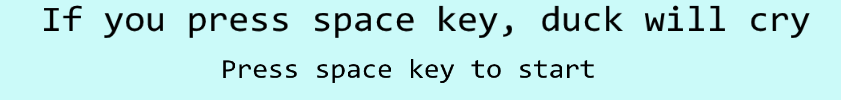 If you press space key, duck will cry
Press space key to start